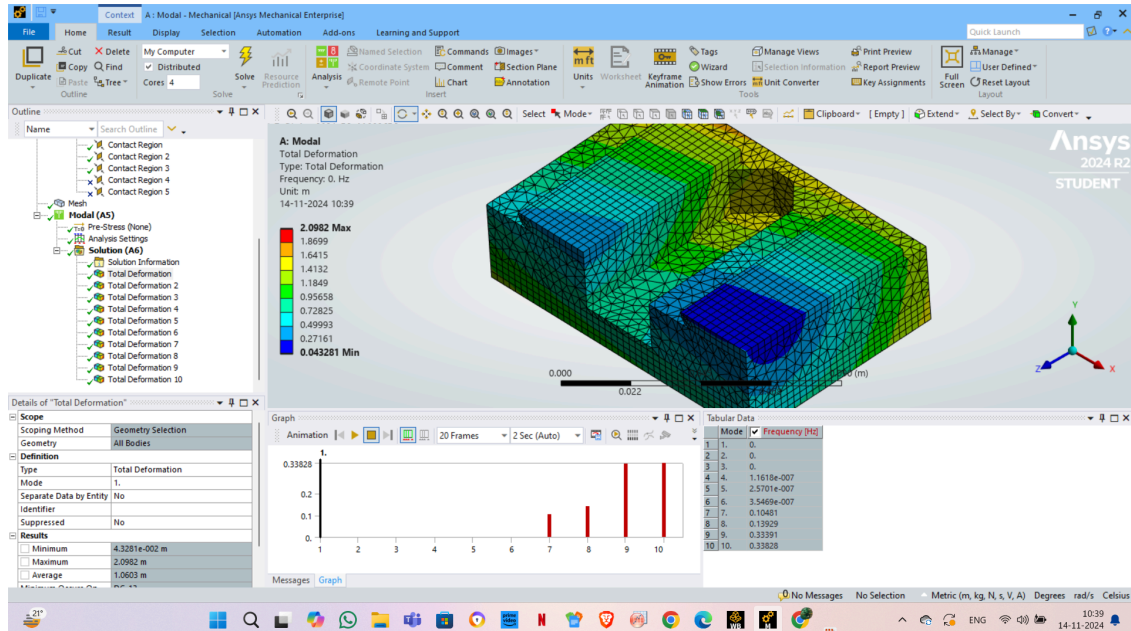 Context A : Modal - Mechanical [Ansys Mechanical Enterprise]
File Home Result Display Selection Automation Add-ons Learning and Support Quick Launch
Duplicate
Cut Delete
Copy Find
Paste Tree
Outline
My Computer
Distributed
Cores 4
Solve
Resource Prediction
Solve
Analysis
Named Selection Commands Images
Coordinate System Comment Section Plane
Remote Point Chart Annotation
Insert
Units Worksheet Keyframe Animation
Tags Manage Views Print Preview
Wizard Selection Information Report Preview
Show Errors Unit Converter Key Assignments
Tools
Full Screen
Manage
User Defined
Reset Layout
Layout
Outline
Name Search Outline
Select Mode Clipboard [ Empty ] Extend Select By Convert
Contact Region
Contact Region 2
Contact Region 3
Contact Region 4
Contact Region 5
Mesh
Modal (A5)
Pre-Stress (None)
Analysis Settings
Solution (A6)
Solution Information
Total Deformation
Total Deformation 2
Total Deformation 3
Total Deformation 4
Total Deformation 5
Total Deformation 6
Total Deformation 7
Total Deformation 8
Total Deformation 9
Total Deformation 10
A: Modal
Total Deformation
Type: Total Deformation
Frequency: 0. Hz
Unit: m
14-11-2024 10:39
2.0982 Max
1.8699
1.6415
1.4132
1.1849
0.95658
0.72825
0.49993
0.27161
0.043281 Min
Ansys
2024 R2
STUDENT
0.000 (m)
0.022
Y
Z X
Details of "Total Deformation"
Scope
Scoping Method Geometry Selection
Geometry All Bodies
Definition
Type Total Deformation
Mode 1.
Separate Data by Entity No
Identifier
Suppressed No
Results
Minimum 4.3281e-002 m
Maximum 2.0982 m
Average 1.0603 m
Graph
Animation 20 Frames 2 Sec (Auto)
1.
0.33828
0.2
0.1
0.
1 2 3 4 5 6 7 8 9 10
Messages Graph
Tabular Data
Mode Frequency [Hz]
1 1. 0.
2 2. 0.
3 3. 0.
4 4. 1.1618e-007
5 5. 2.5701e-007
6 6. 3.5469e-007
7 7. 0.10481
8 8. 0.13929
9 9. 0.33391
10 10. 0.33828
No Messages No Selection Metric (m, kg, N, s, V, A) Degrees rad/s Celsius
21° ENG 10:39
14-11-2024